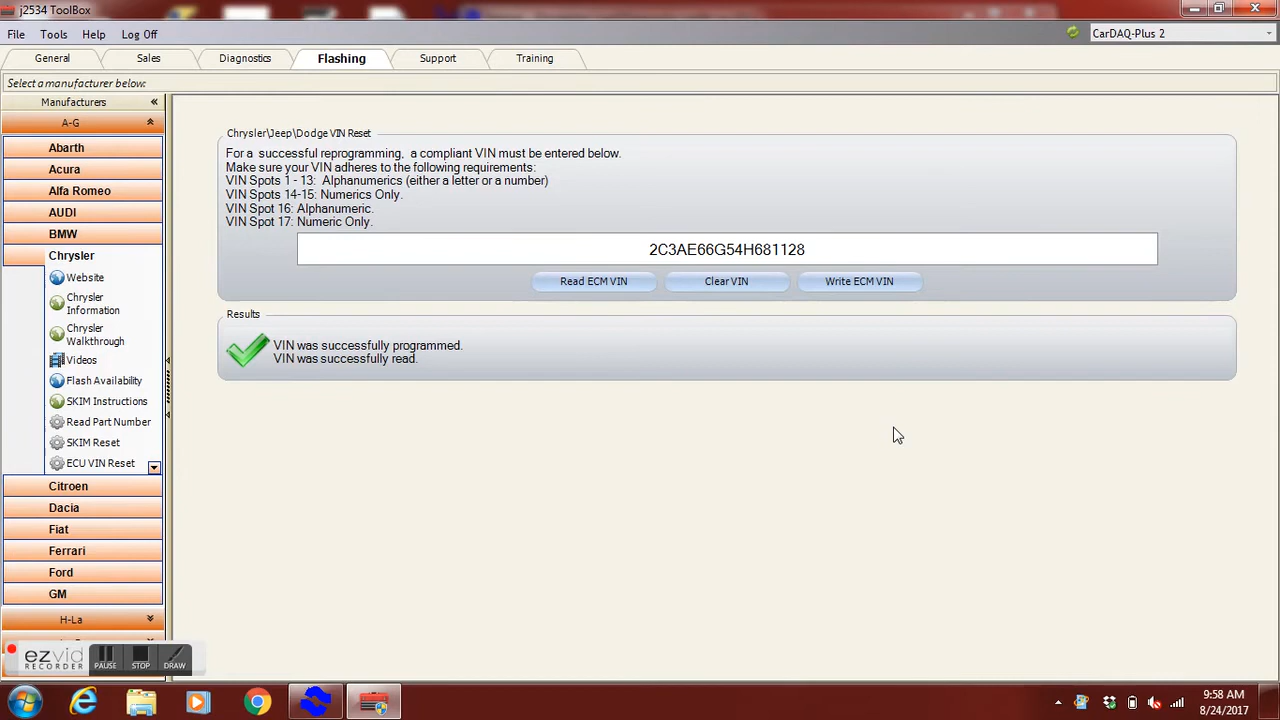 j2534 ToolBox
File Tools Help Log Off
CarDAQ-Plus 2
General Sales Diagnostics Flashing Support Training
Select a manufacturer below:
Manufacturers
A-G
Abarth
Acura
Alfa Romeo
AUDI
BMW
Chrysler
Website
Chrysler
Information
Chrysler
Walkthrough
Videos
Flash Availability
SKIM Instructions
Read Part Number
SKIM Reset
ECU VIN Reset
Citroen
Dacia
Fiat
Ferrari
Ford
GM
H-La
Chrysler\Jeep\Dodge VIN Reset
For a successful reprogramming, a compliant VIN must be entered below.
Make sure your VIN adheres to the following requirements:
VIN Spots 1 - 13: Alphanumerics (either a letter or a number)
VIN Spots 14-15: Numerics Only.
VIN Spot 16: Alphanumeric.
VIN Spot 17: Numeric Only.
2C3AE66G54H681128
Read ECM VIN Clear VIN Write ECM VIN
Results
VIN was successfully programmed.
VIN was successfully read.
ezvid
RECORDER
PAUSE STOP DRAW
9:58 AM
8/24/2017